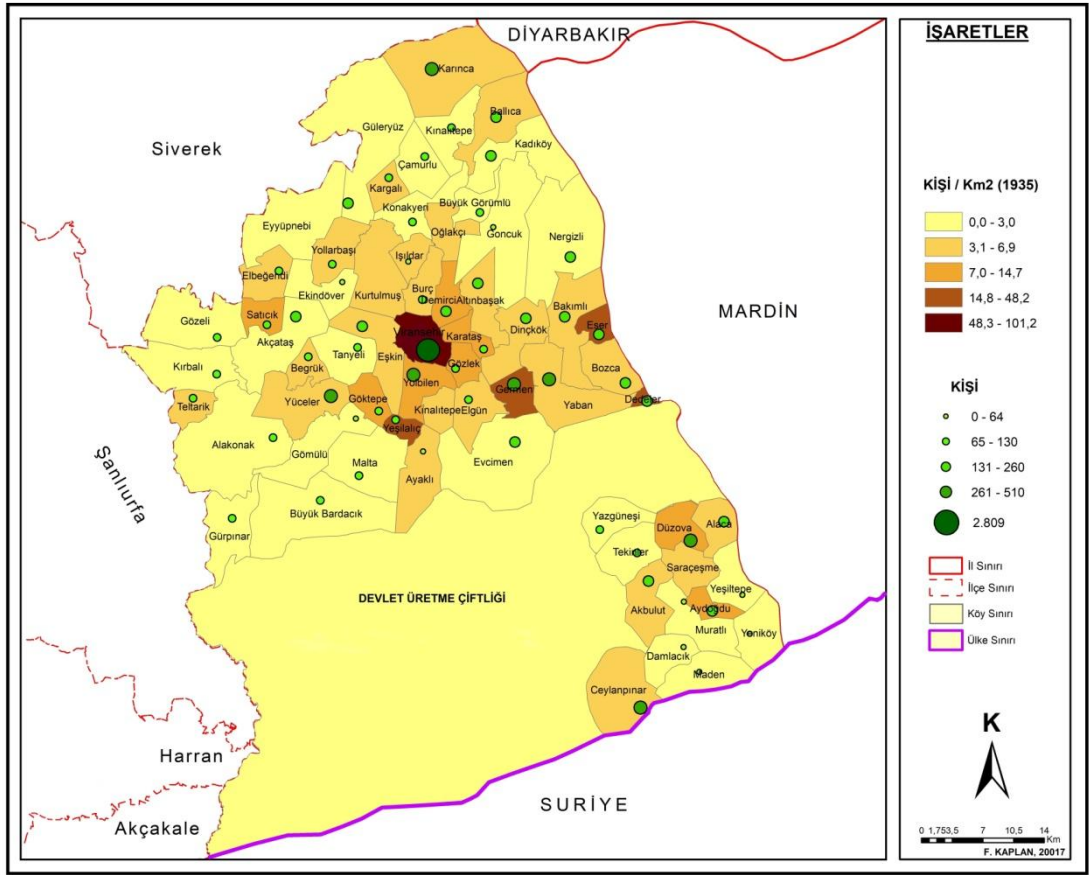 DİYARBAKIR
Karınca
Ballıca
Güleryüz
Kınalıtepe
Kadıköy
Siverek
Çamurlu
Kargalı
Büyük Görümlü
Konakyeri
Eyyüpnebi
Oğlakçı
Goncuk
Nergizli
Yollarbaşı
Işıldar
Elbeğendi
Burç
Ekindöver
Kurtulmuş
Demirci
Altınbaşak
Bakımlı
MARDİN
Gözeli
Satıcık
Dinçkök
Eser
Akçataş
Viranşehir
Karataş
Tanyeli
Eşkin
Kırbalı
Begrük
Gözlek
Bozca
Yolbilen
Germen
Teltarik
Yüceler
Göktepe
Kınalıtepe
Elgün
Yaban
Dedeler
Yeşilalıç
Alakonak
Gömülü
Malta
Evcimen
Ayaklı
Şanlıurfa
Büyük Bardacık
Gürpınar
Yazgüneşi
Düzova
Alaca
Tekinler
Saraçeşme
Yeşiltepe
DEVLET ÜRETME ÇİFTLİĞİ
Akbulut
Aydoğdu
Muratlı
Yeniköy
Damlacık
Maden
Ceylanpınar
Harran
SURİYE
Akçakale
İŞARETLER
KİŞİ / Km2 (1935)
0,0 - 3,0
3,1 - 6,9
7,0 - 14,7
14,8 - 48,2
48,3 - 101,2
KİŞİ
0 - 64
65 - 130
131 - 260
261 - 510
2.809
İl Sınırı
İlçe Sınırı
Köy Sınırı
Ülke Sınırı
K
0 1,753,5 7 10,5 14
Km
F. KAPLAN, 20017